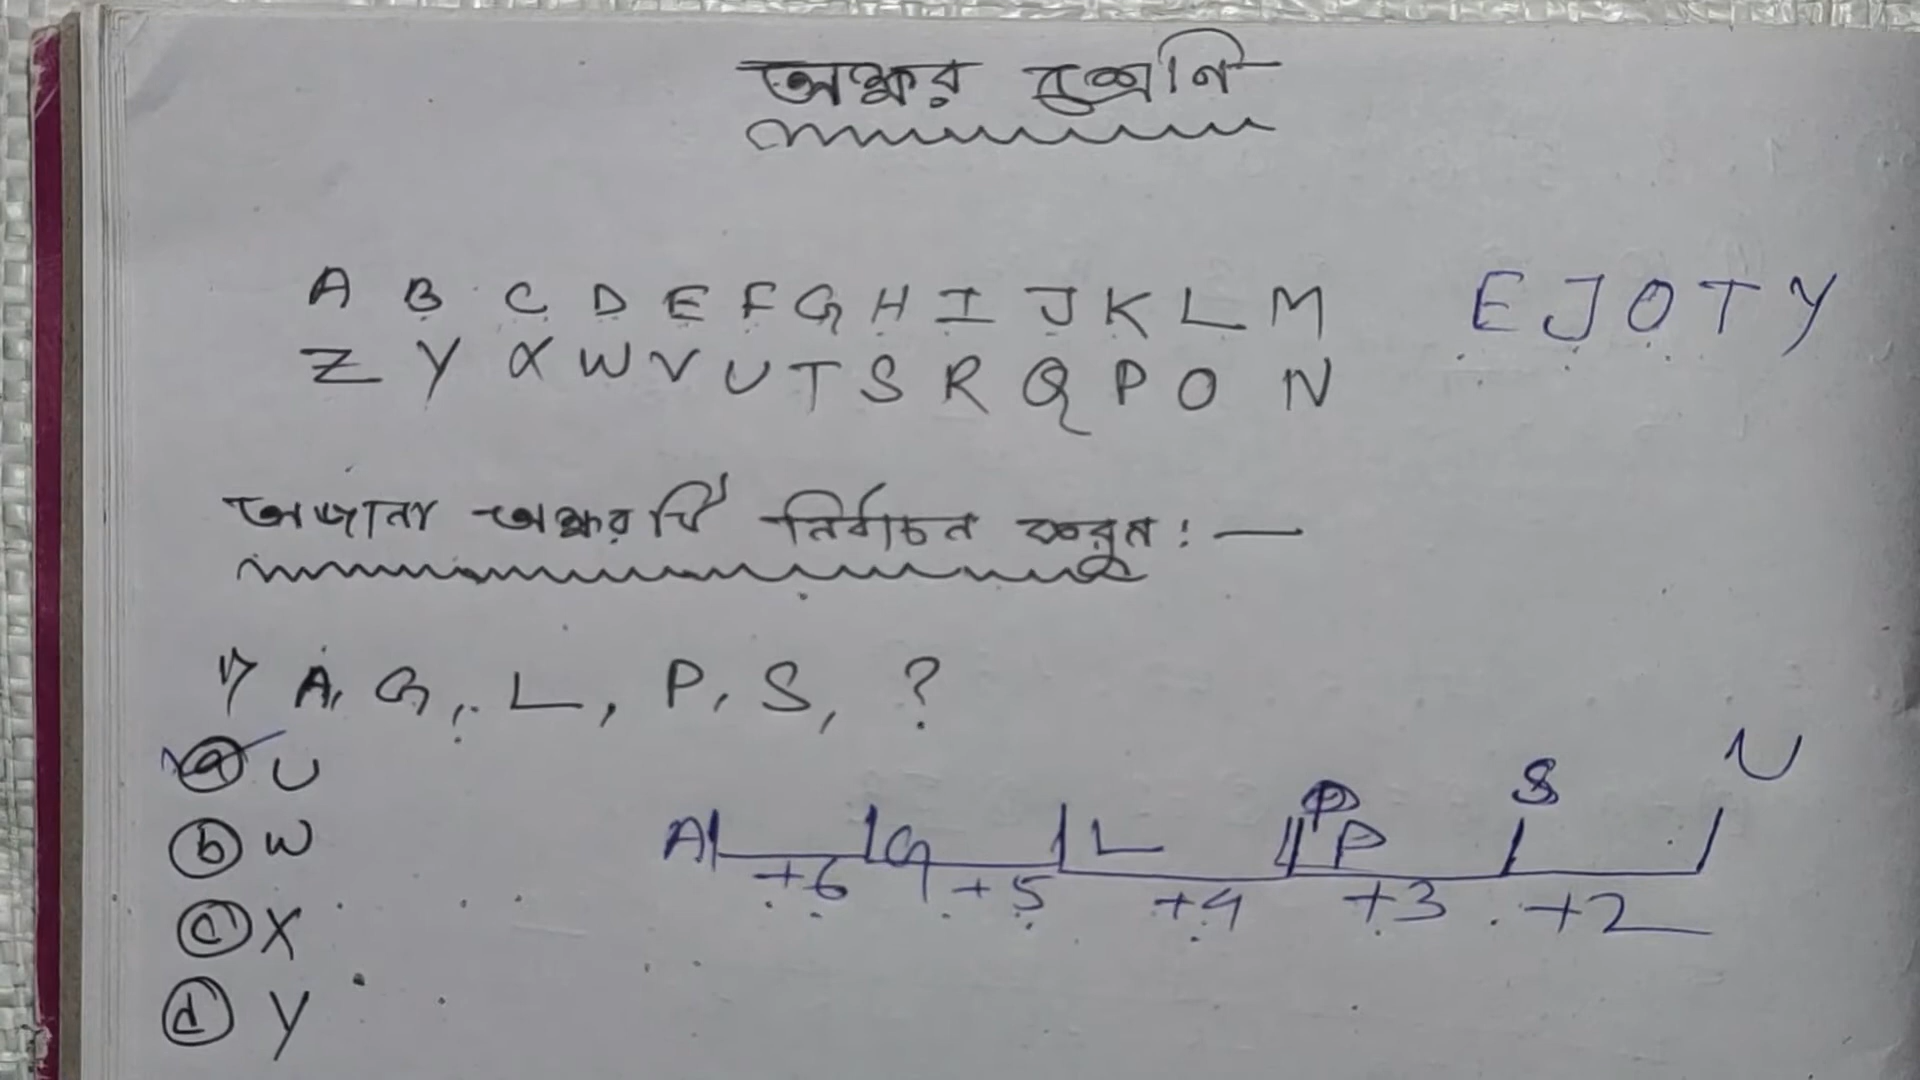 অক্ষর শ্রেণি
A B C D E F G H I J K L M
Z Y X W V U T S R Q P O N
E J O T Y
অজানা অক্ষরটি নির্বাচন করুন : —
1) A, G, L, P, S, ?
(a) U
(b) W
(c) X
(d) Y
A G L P P S U
+6 +5 +4 +3 +2